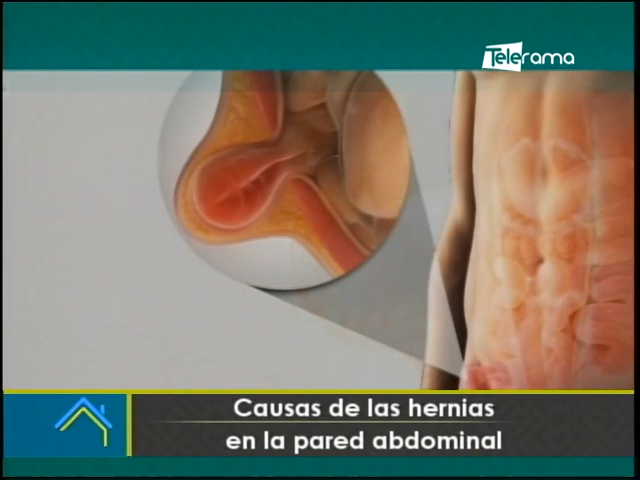 Telerama
Causas de las hernias
en la pared abdominal